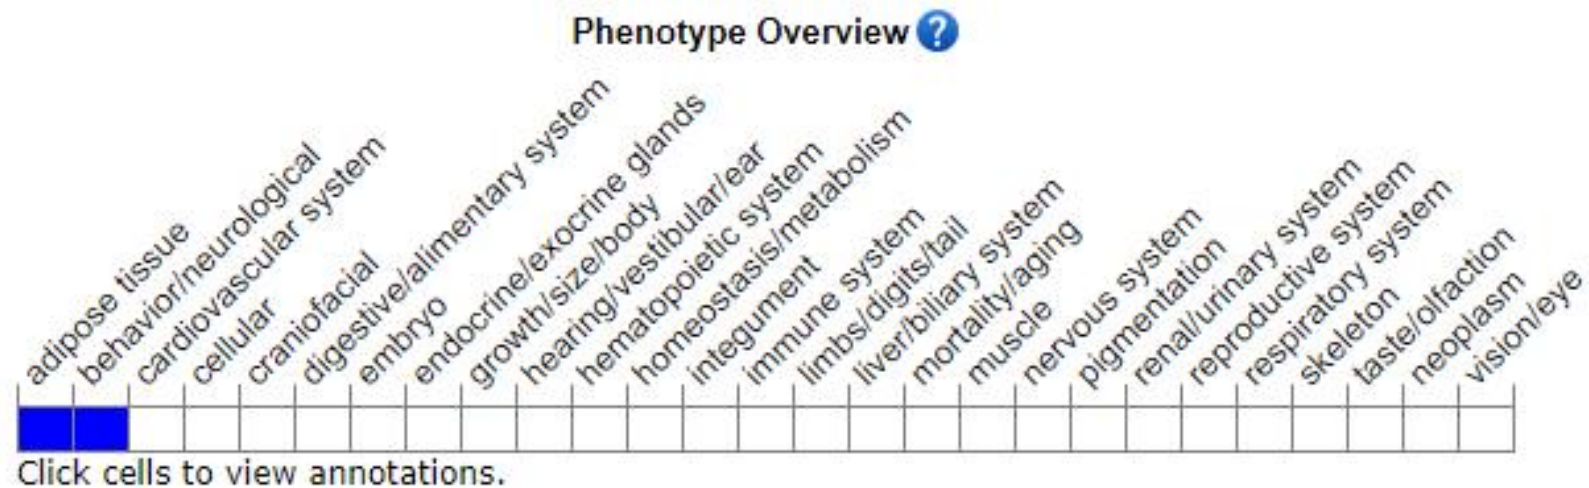 Phenotype Overview ?
adipose tissue
behavior/neurological
cardiovascular system
cellular
craniofacial
digestive/alimentary system
embryo
endocrine/exocrine glands
growth/size/body
hearing/vestibular/ear
hematopoietic system
homeostasis/metabolism
integument
immune system
limbs/digits/tail
liver/biliary system
mortality/aging
muscle
nervous system
pigmentation
renal/urinary system
reproductive system
respiratory system
skeleton
taste/olfaction
neoplasm
vision/eye
Click cells to view annotations.